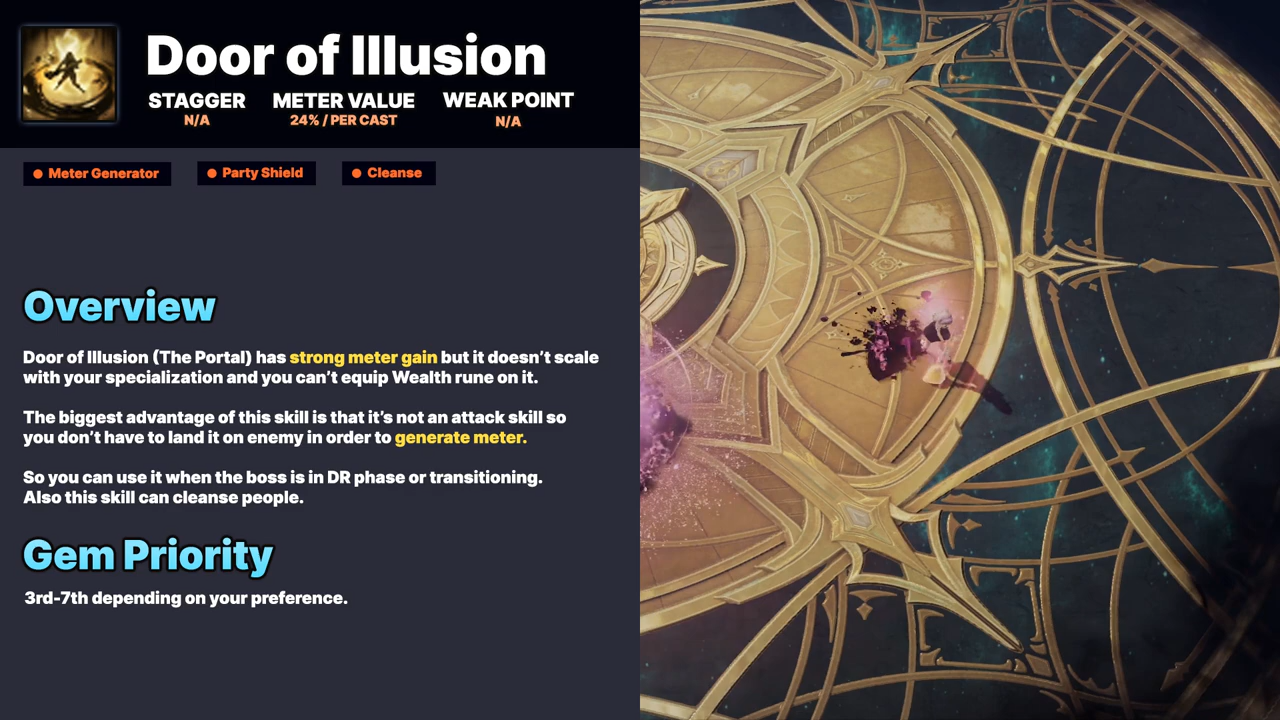 Door of Illusion
STAGGER METER VALUE WEAK POINT
N/A 24% / PER CAST N/A
Meter Generator Party Shield Cleanse
Overview
Door of Illusion (The Portal) has strong meter gain but it doesn’t scale
with your specialization and you can’t equip Wealth rune on it.
The biggest advantage of this skill is that it’s not an attack skill so
you don’t have to land it on enemy in order to generate meter.
So you can use it when the boss is in DR phase or transitioning.
Also this skill can cleanse people.
Gem Priority
3rd-7th depending on your preference.